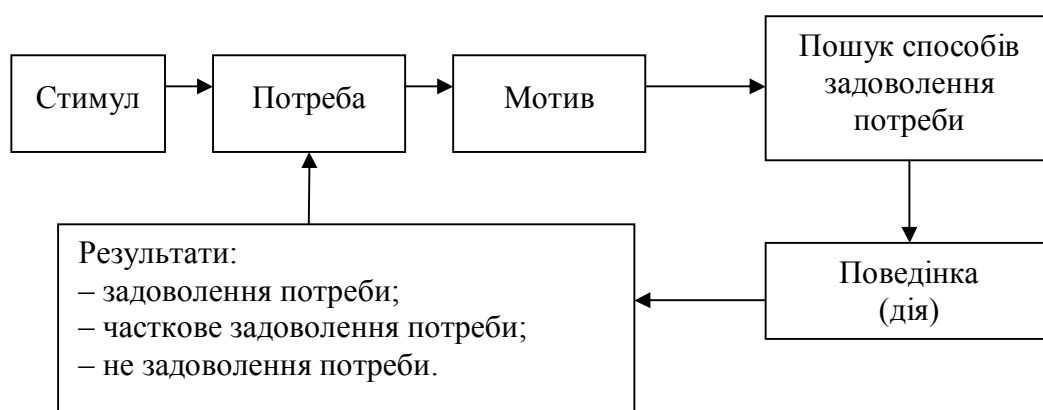 Стимул
Потреба
Мотив
Пошук способів
задоволення
потреби
Поведінка
(дія)
Результати:
– задоволення потреби;
– часткове задоволення потреби;
– не задоволення потреби.